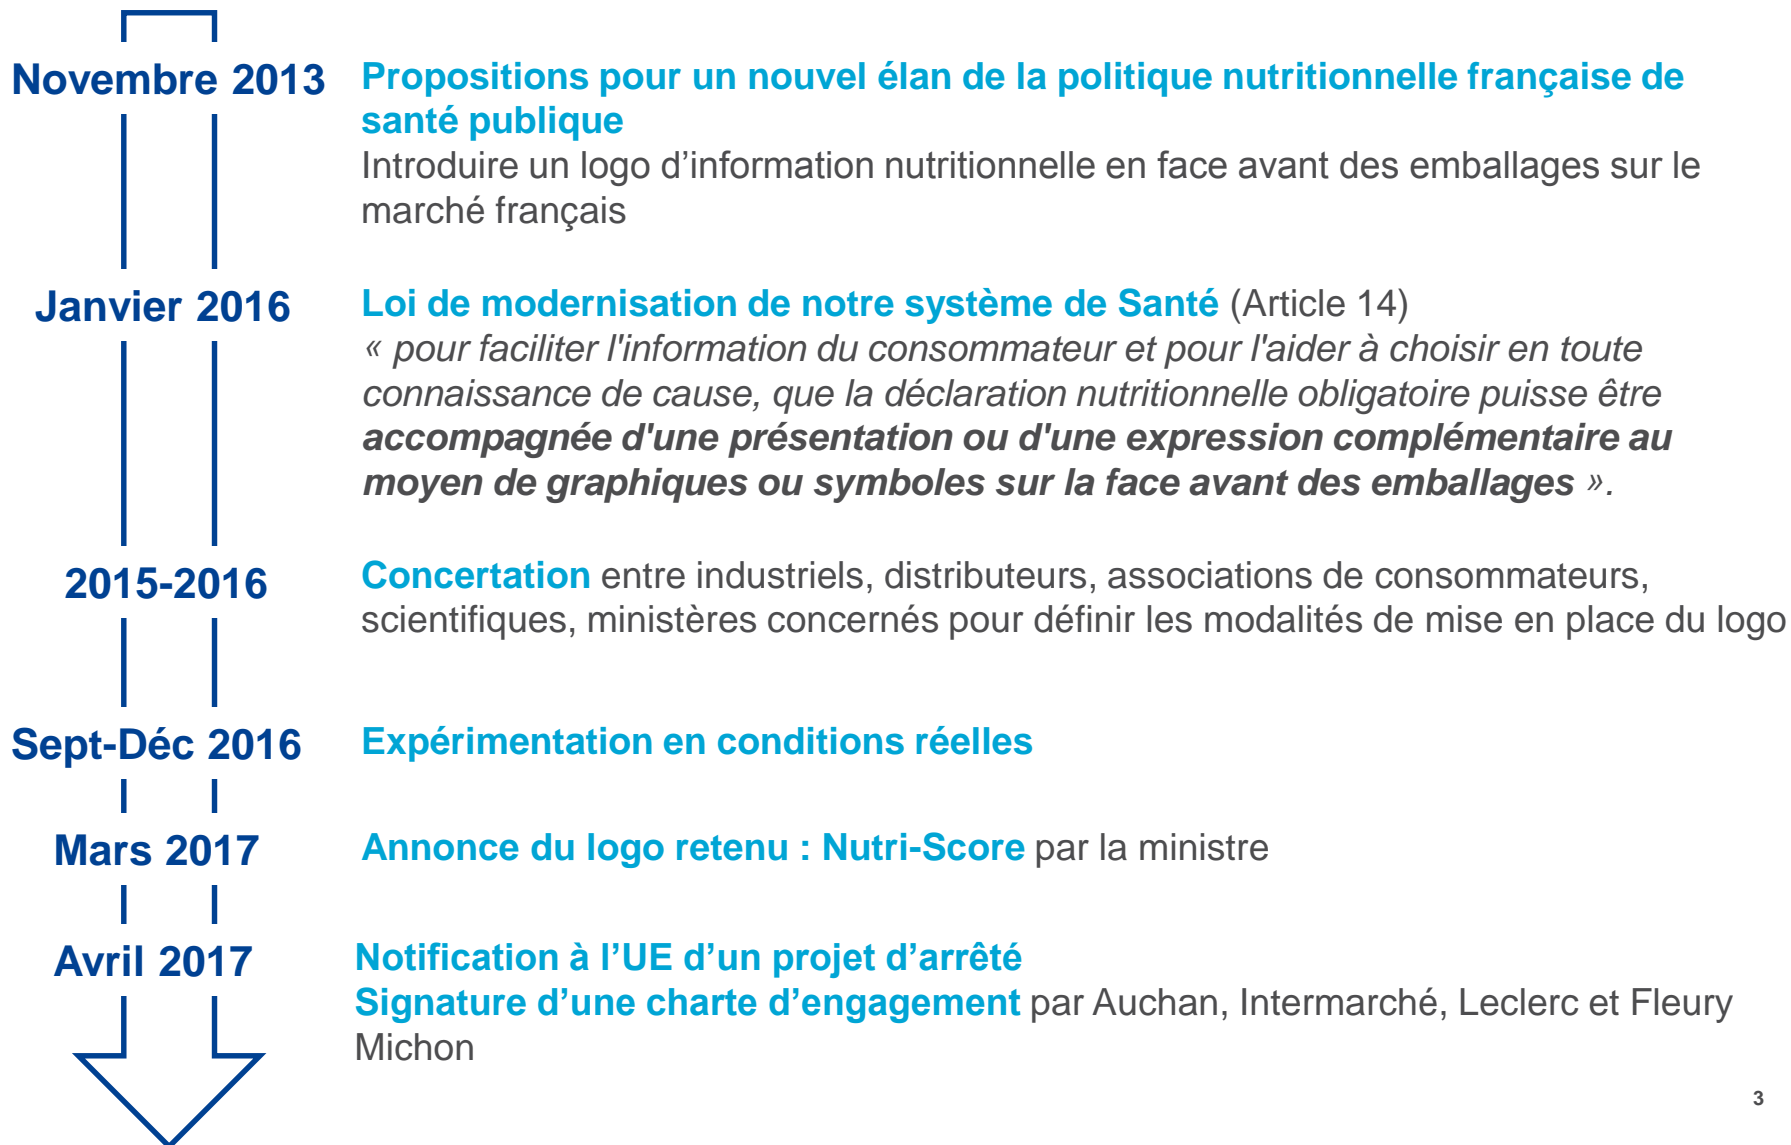 Novembre 2013
Propositions pour un nouvel élan de la politique nutritionnelle française de
santé publique
Introduire un logo d’information nutritionnelle en face avant des emballages sur le
marché français
Janvier 2016
Loi de modernisation de notre système de Santé (Article 14)
« pour faciliter l'information du consommateur et pour l'aider à choisir en toute
connaissance de cause, que la déclaration nutritionnelle obligatoire puisse être
accompagnée d'une présentation ou d'une expression complémentaire au
moyen de graphiques ou symboles sur la face avant des emballages ».
2015-2016
Concertation entre industriels, distributeurs, associations de consommateurs,
scientifiques, ministères concernés pour définir les modalités de mise en place du logo
Sept-Déc 2016
Expérimentation en conditions réelles
Mars 2017
Annonce du logo retenu : Nutri-Score par la ministre
Avril 2017
Notification à l’UE d’un projet d’arrêté
Signature d’une charte d’engagement par Auchan, Intermarché, Leclerc et Fleury
Michon
3